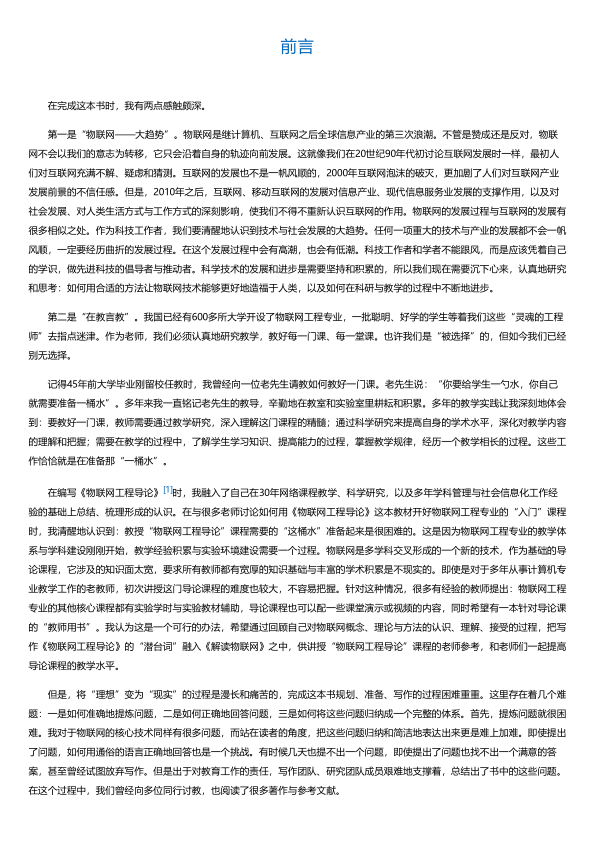 前言
在完成这本书时，我有两点感触颇深。
第一是“物联网——大趋势”。物联网是继计算机、互联网之后全球信息产业的第三次浪潮。不管是赞成还是反对，物联
网不会以我们的意志为转移，它只会沿着自身的轨迹向前发展。这就像我们在20世纪90年代初讨论互联网发展时一样，最初人
们对互联网充满不解、疑虑和猜测。互联网的发展也不是一帆风顺的，2000年互联网泡沫的破灭，更加剧了人们对互联网产业
发展前景的不信任感。但是，2010年之后，互联网、移动互联网的发展对信息产业、现代信息服务业发展的支撑作用，以及对
社会发展、对人类生活方式与工作方式的深刻影响，使我们不得不重新认识互联网的作用。物联网的发展过程与互联网的发展有
很多相似之处。作为科技工作者，我们要清醒地认识到技术与社会发展的大趋势。任何一项重大的技术与产业的发展都不会一帆
风顺，一定要经历曲折的发展过程。在这个发展过程中会有高潮，也会有低潮。科技工作者和学者不能跟风，而是应该凭着自己
的学识，做先进科技的倡导者与推动者。科学技术的发展和进步是需要坚持和积累的，所以我们现在需要沉下心来，认真地研究
和思考：如何用合适的方法让物联网技术能够更好地造福于人类，以及如何在科研与教学的过程中不断地进步。
第二是“在教言教”。我国已经有600多所大学开设了物联网工程专业，一批聪明、好学的学生等着我们这些“灵魂的工程
师”去指点迷津。作为老师，我们必须认真地研究教学，教好每一门课、每一堂课。也许我们是“被选择”的，但如今我们已经
别无选择。
记得45年前大学毕业刚留校任教时，我曾经向一位老先生请教如何教好一门课。老先生说：“你要给学生一勺水，你自己
就需要准备一桶水”。多年来我一直铭记老先生的教导，辛勤地在教室和实验室里耕耘和积累。多年的教学实践让我深刻地体会
到：要教好一门课，教师需要通过教学研究，深入理解这门课程的精髓；通过科学研究来提高自身的学术水平，深化对教学内容
的理解和把握；需要在教学的过程中，了解学生学习知识、提高能力的过程，掌握教学规律，经历一个教学相长的过程。这些工
作恰恰就是在准备那“一桶水”。
在编写《物联网工程导论》[1]时，我融入了自己在30年网络课程教学、科学研究，以及多年学科管理与社会信息化工作经
验的基础上总结、梳理形成的认识。在与很多老师讨论如何用《物联网工程导论》这本教材开好物联网工程专业的“入门”课程
时，我清醒地认识到：教授“物联网工程导论”课程需要的“这桶水”准备起来是很困难的。这是因为物联网工程专业的教学体
系与学科建设刚刚开始，教学经验积累与实验环境建设需要一个过程。物联网是多学科交叉形成的一个新的技术，作为基础的导
论课程，它涉及的知识面太宽，要求所有教师都有宽厚的知识基础与丰富的学术积累是不现实的。即使是对于多年从事计算机专
业教学工作的老教师，初次讲授这门导论课程的难度也较大，不容易把握。针对这种情况，很多有经验的教师提出：物联网工程
专业的其他核心课程都有实验学时与实验教材辅助，导论课程也可以配一些课堂演示或视频的内容，同时希望有一本针对导论课
的“教师用书”。我认为这是一个可行的办法，希望通过回顾自己对物联网概念、理论与方法的认识、理解、接受的过程，把写
作《物联网工程导论》的“潜台词”融入《解读物联网》之中，供讲授“物联网工程导论”课程的老师参考，和老师们一起提高
导论课程的教学水平。
但是，将“理想”变为“现实”的过程是漫长和痛苦的，完成这本书规划、准备、写作的过程困难重重。这里存在着几个难
题：一是如何准确地提炼问题，二是如何正确地回答问题，三是如何将这些问题归纳成一个完整的体系。首先，提炼问题就很困
难。我对于物联网的核心技术同样有很多问题，而站在读者的角度，把这些问题归纳和简洁地表达出来更是难上加难。即使提出
了问题，如何用通俗的语言正确地回答也是一个挑战。有时候几天也提不出一个问题，即使提出了问题也找不出一个满意的答
案，甚至曾经试图放弃写作。但是出于对教育工作的责任，写作团队、研究团队成员艰难地支撑着，总结出了书中的这些问题。
在这个过程中，我们曾经向多位同行讨教，也阅读了很多著作与参考文献。